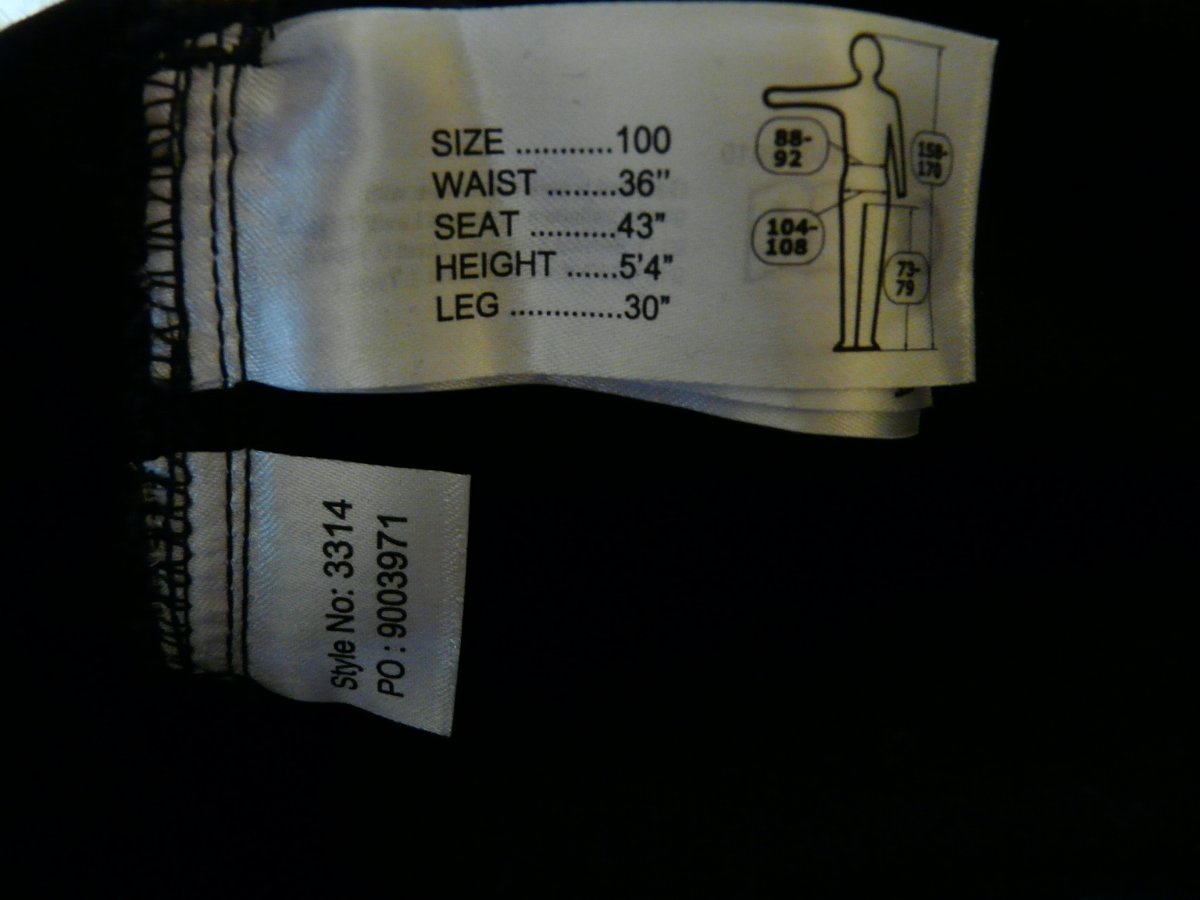 SIZE ............100
WAIST ........36"
SEAT ..........43"
HEIGHT ......5'4"
LEG .............30"
88-
92
104-
108
158-
170
73-
79
Style No: 3314
PO : 9003971